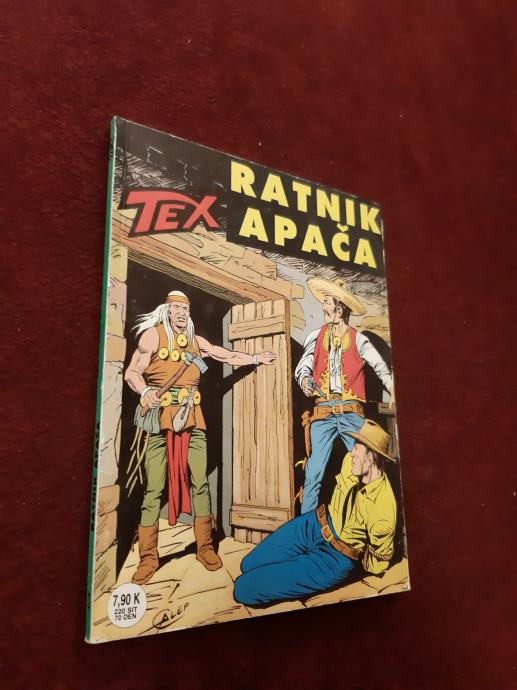 TEX
RATNIK
APAČA
7,90 K
220 SIT
70 DEN
GALEP